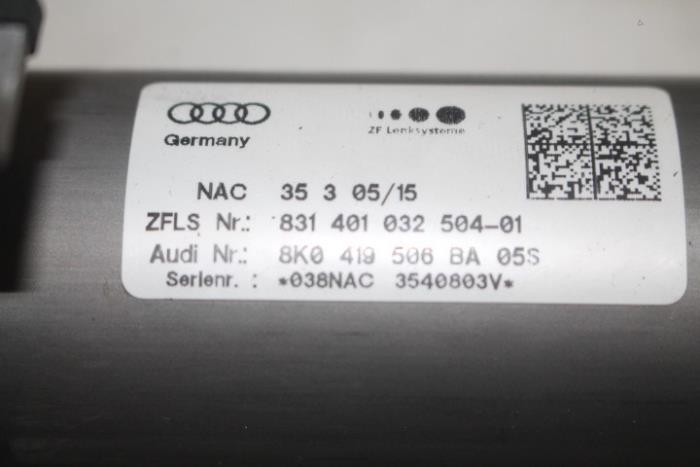 Germany
ZF Lenksysteme
NAC 35 3 05/15
ZFLS Nr.: 831 401 032 504-01
Audi Nr.: 8K0 419 506 BA 05S
Serlenr. : *038NAC 3540803V*